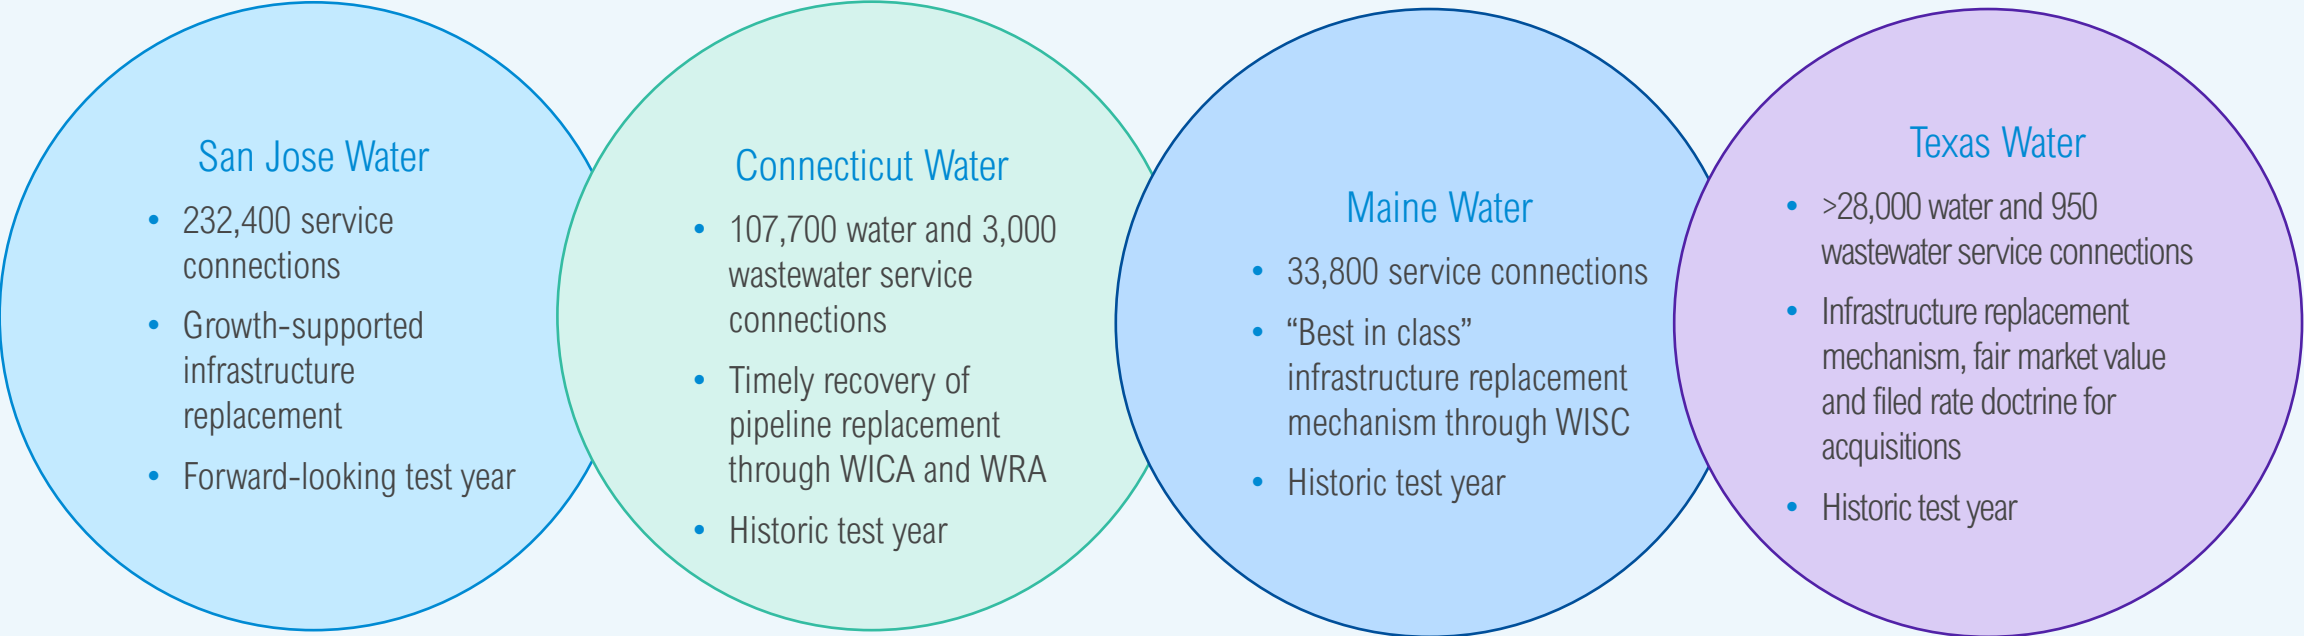 San Jose Water
• 232,400 service
connections
• Growth-supported
infrastructure
replacement
• Forward-looking test year
Connecticut Water
• 107,700 water and 3,000
wastewater service
connections
• Timely recovery of
pipeline replacement
through WICA and WRA
• Historic test year
Maine Water
• 33,800 service connections
• “Best in class”
infrastructure replacement
mechanism through WISC
• Historic test year
Texas Water
• >28,000 water and 950
wastewater service connections
• Infrastructure replacement
mechanism, fair market value
and filed rate doctrine for
acquisitions
• Historic test year